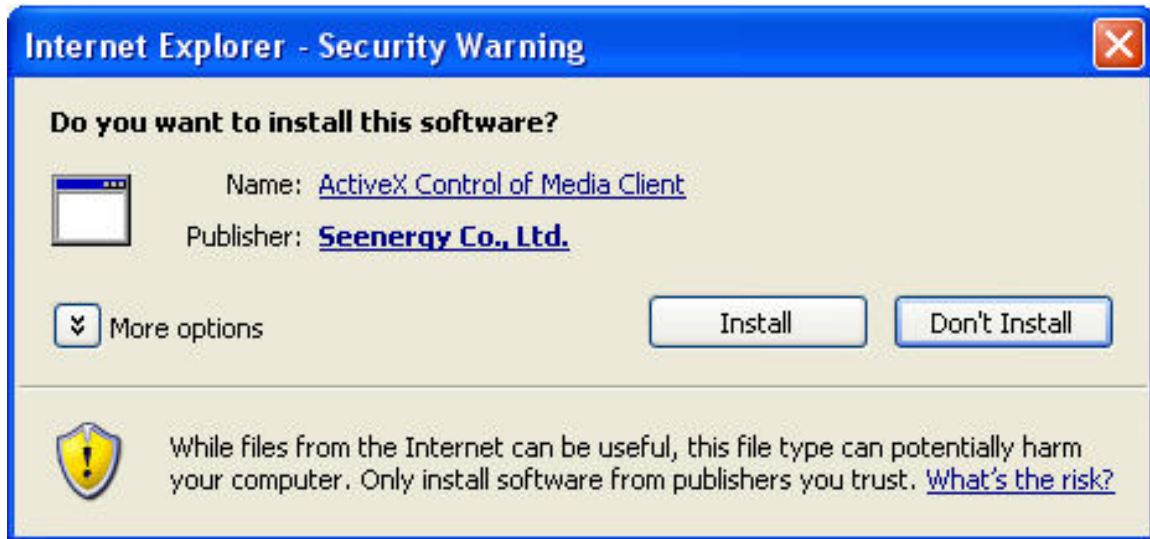 Internet Explorer - Security Warning
Do you want to install this software?
Name: ActiveX Control of Media Client
Publisher: Seenergy Co., Ltd.
More options
Install
Don't Install
While files from the Internet can be useful, this file type can potentially harm
your computer. Only install software from publishers you trust. What's the risk?